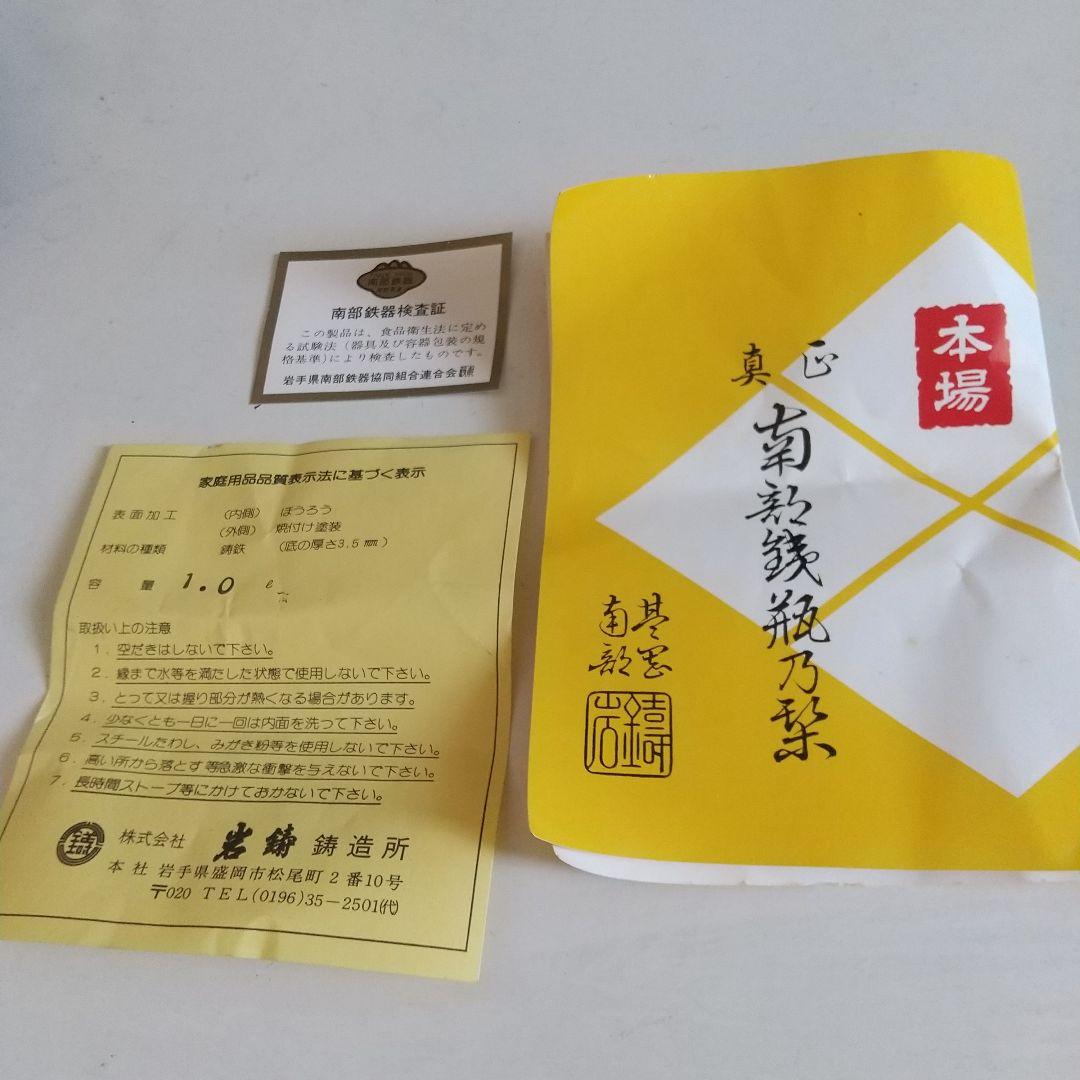 南部鉄器
南部鉄器検査証
この製品は、食品衛生法に定め
る試験法(器具及び容器包装の規
格基準)により検査したものです。
岩手県南部鉄器協同組合連合会
家庭用品品質表示法に基づく表示
表面加工 (内側) ほうろう
(外側) 焼付け塗装
材料の種類 鋳鉄 (底の厚さ3.5㎜)
容量 1.0 ℓ
取扱い上の注意
1. 空だきはしないで下さい。
2. 縁まで水等を満たした状態で使用しないで下さい。
3. とって又は握り部分が熱くなる場合があります。
4. 少なくとも一日に一回は内面を洗って下さい。
5. スチールたわし、みがき粉等を使用しないで下さい。
6. 高い所から落とす等急激な衝撃を与えないで下さい。
7. 長時間ストーブ等にかけておかないで下さい。
株式会社 岩鋳 鋳造所
本社 岩手県盛岡市松尾町2番10号
〒020 TEL(0196)35-2501㈹
本場
真正
南部鉄瓶乃栞
南部
岩鑄